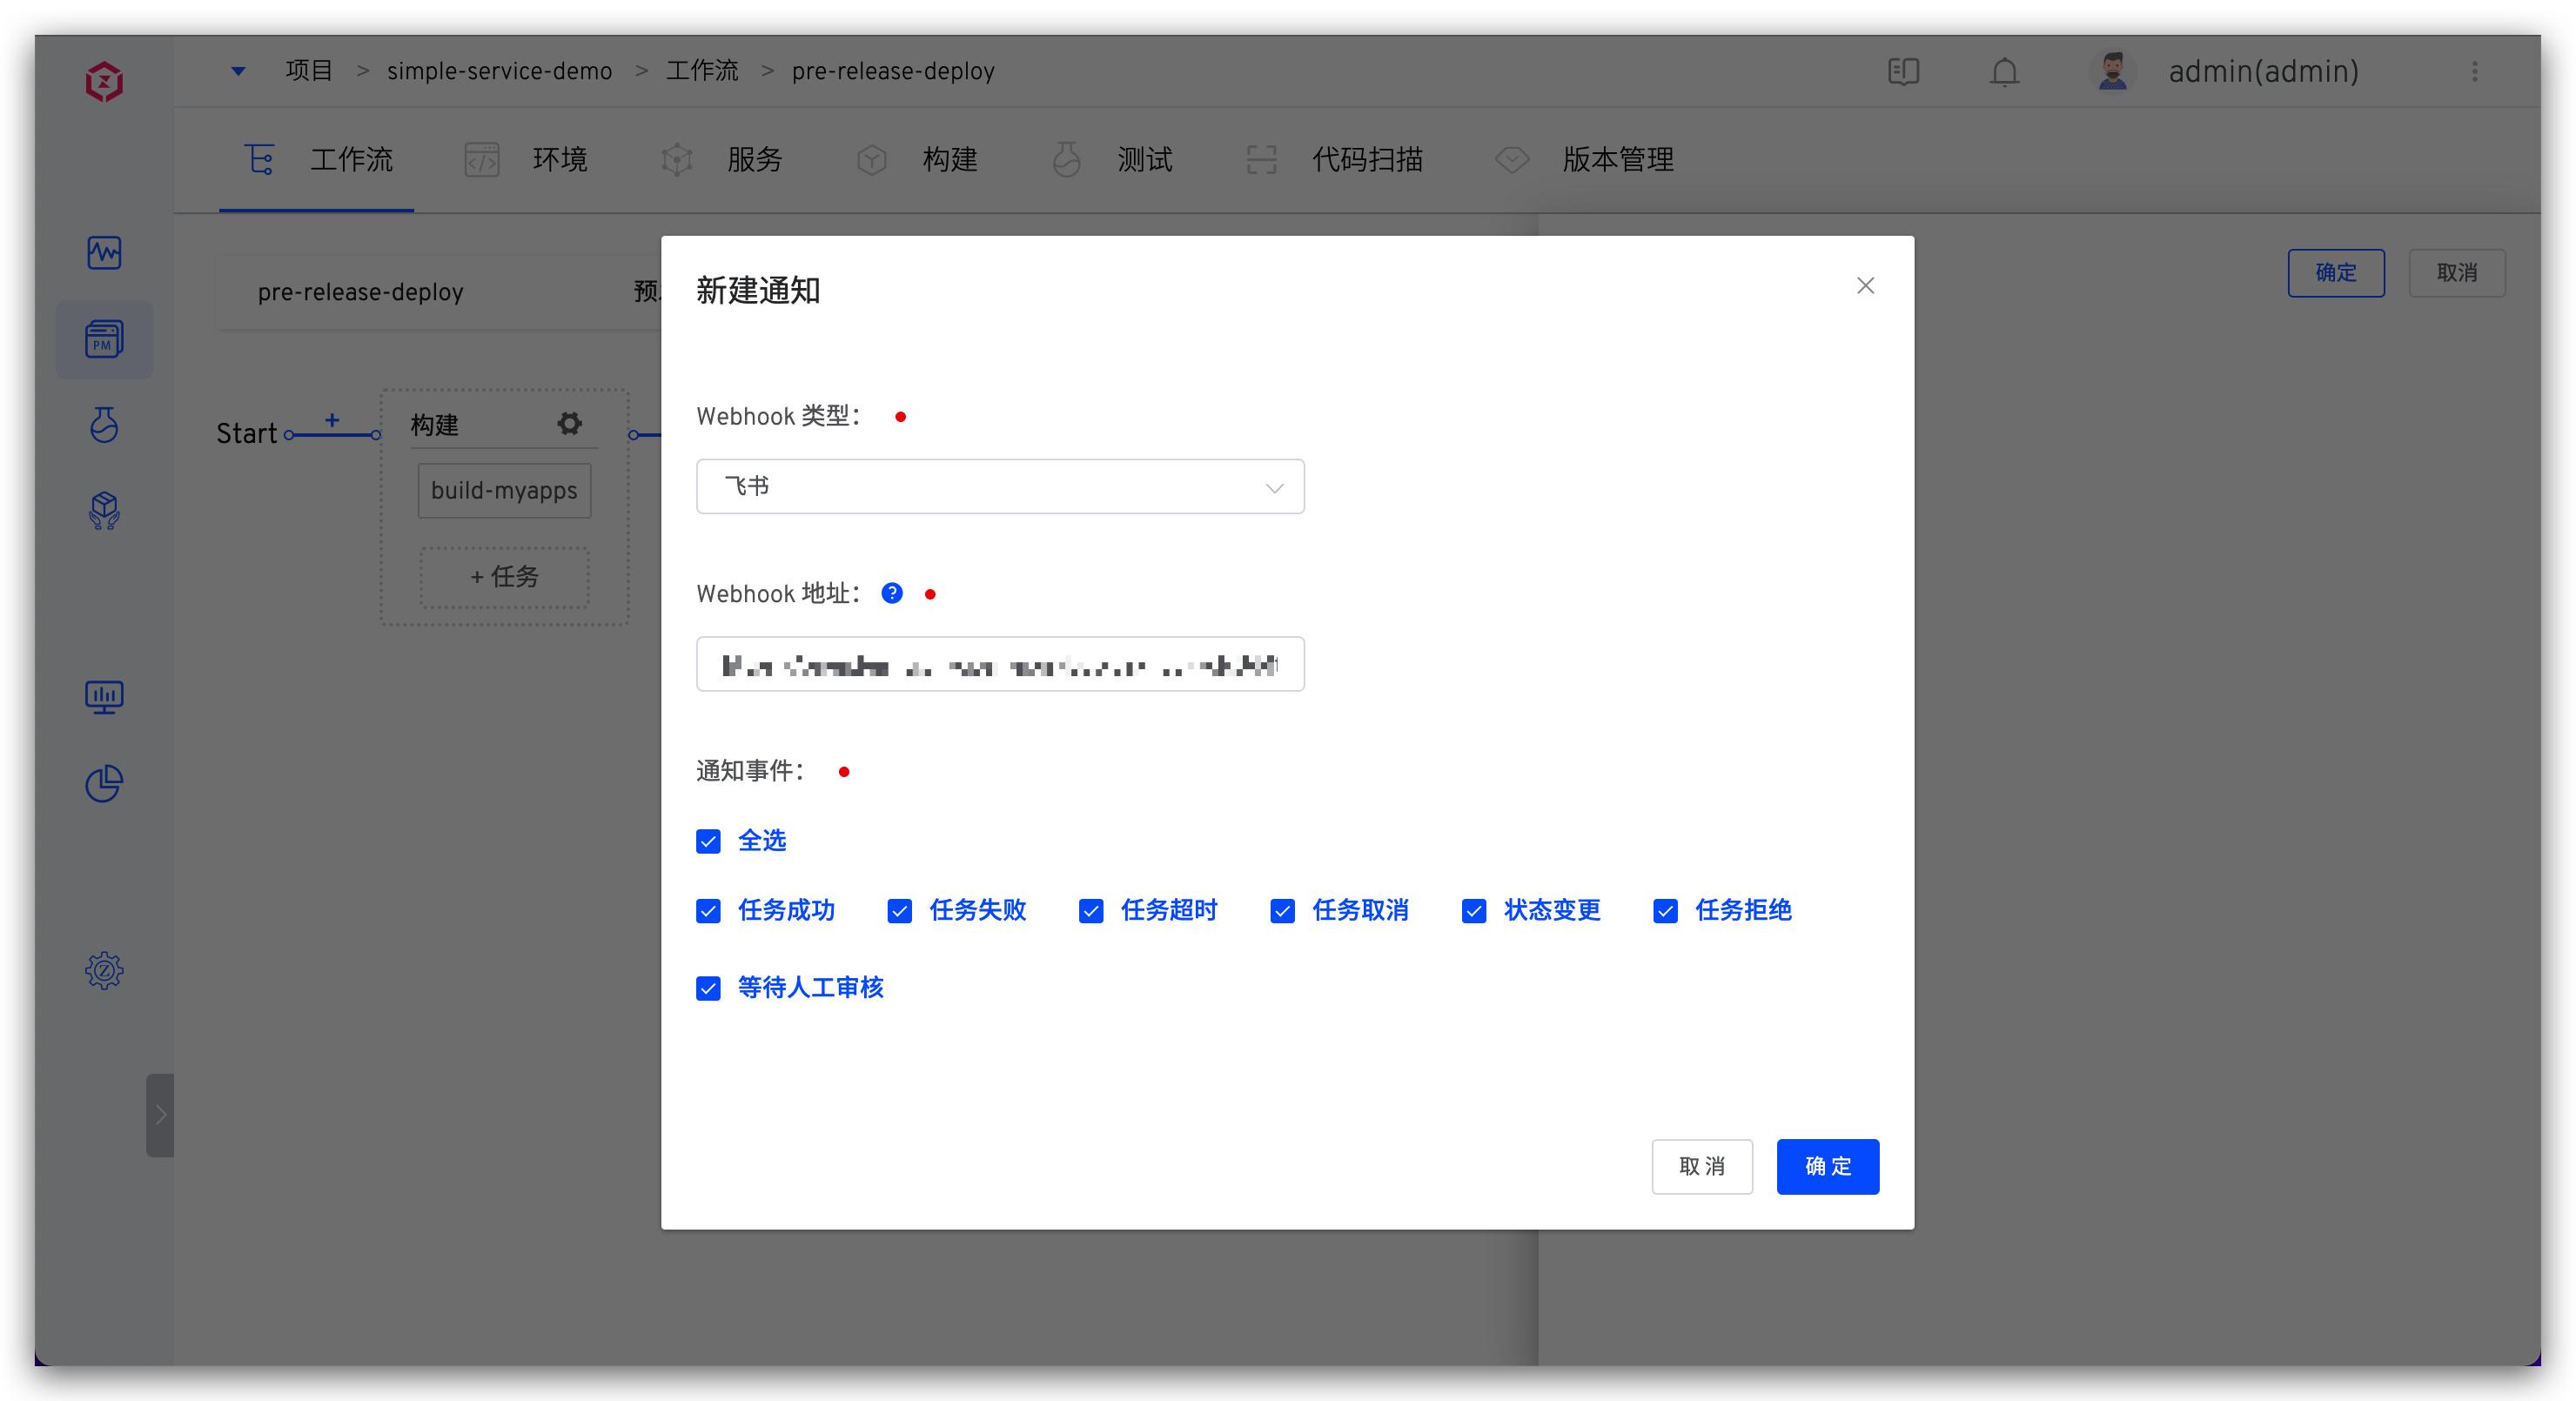 项目 > simple-service-demo > 工作流 > pre-release-deploy
admin(admin)
工作流 环境 服务 构建 测试 代码扫描 版本管理
pre-release-deploy
确定 取消
Start
+
构建
build-myapps
+ 任务
PM
新建通知
Webhook 类型：
飞书
Webhook 地址：
?
通知事件：
全选
任务成功 任务失败 任务超时 任务取消 状态变更 任务拒绝
等待人工审核
取消 确定